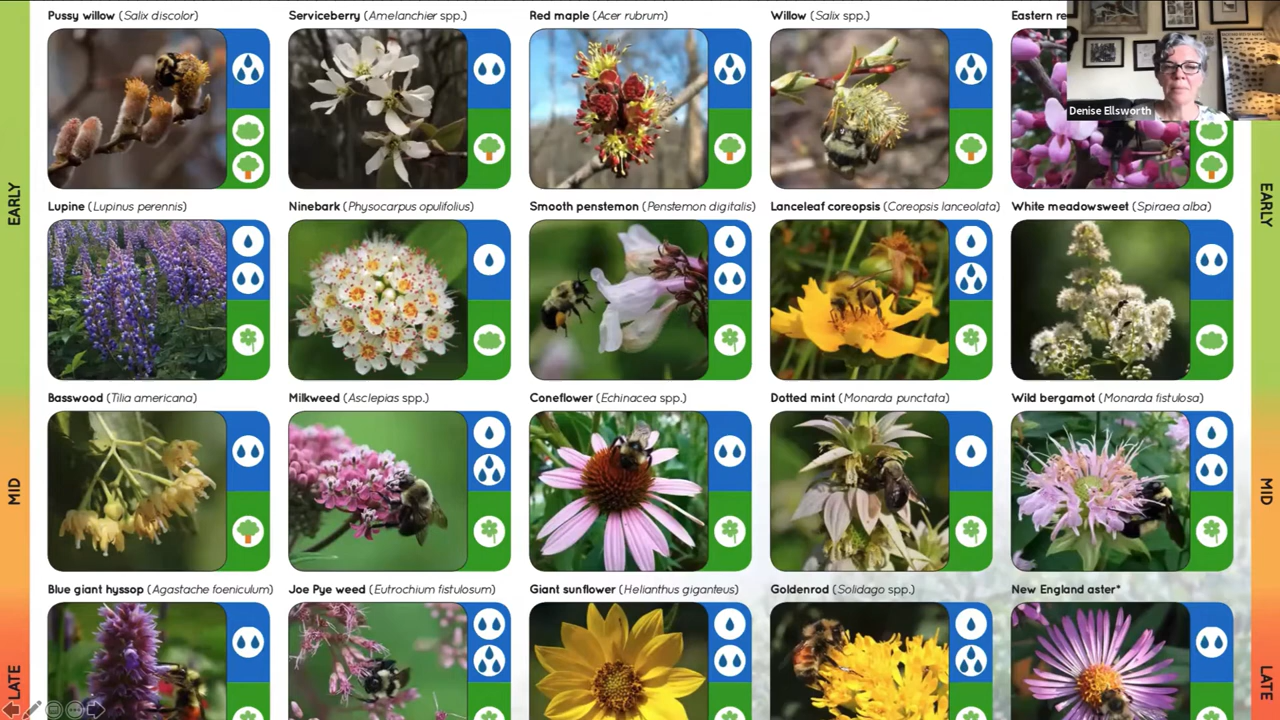 Pussy willow (Salix discolor)
Serviceberry (Amelanchier spp.)
Red maple (Acer rubrum)
Willow (Salix spp.)
Eastern
Denise Ellsworth
EARLY
EARLY
Lupine (Lupinus perennis)
Ninebark (Physocarpus opulifolius)
Smooth penstemon (Penstemon digitalis)
Lanceleaf coreopsis (Coreopsis lanceolata)
White meadowsweet (Spiraea alba)
Basswood (Tilia americana)
Milkweed (Asclepias spp.)
Coneflower (Echinacea spp.)
Dotted mint (Monarda punctata)
Wild bergamot (Monarda fistulosa)
MID
MID
Blue giant hyssop (Agastache foeniculum)
Joe Pye weed (Eutrochium fistulosum)
Giant sunflower (Helianthus giganteus)
Goldenrod (Solidago spp.)
New England aster*
LATE
LATE